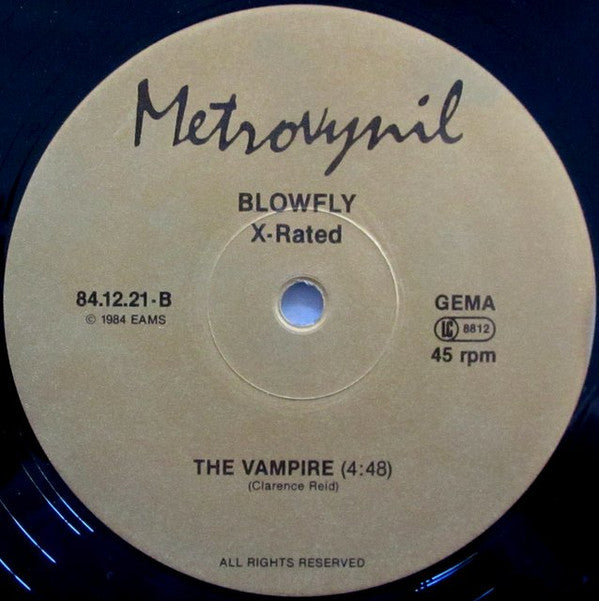 Metrovynil
BLOWFLY
X-Rated
84.12.21-B
© 1984 EAMS
GEMA
LC 8812
45 rpm
THE VAMPIRE (4:48)
(Clarence Reid)
ALL RIGHTS RESERVED